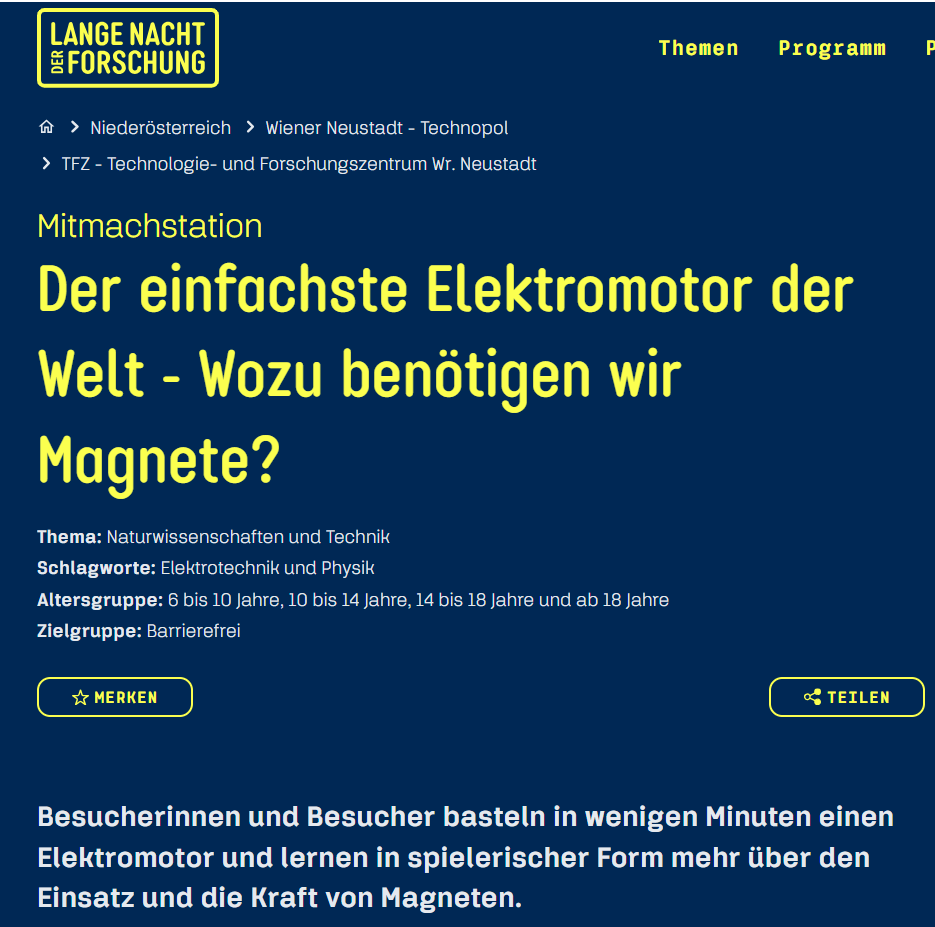 LANGE NACHT
DER FORSCHUNG
Themen Programm P
Niederösterreich > Wiener Neustadt - Technopol
> TFZ - Technologie- und Forschungszentrum Wr. Neustadt
Mitmachstation
Der einfachste Elektromotor der
Welt - Wozu benötigen wir
Magnete?
Thema: Naturwissenschaften und Technik
Schlagworte: Elektrotechnik und Physik
Altersgruppe: 6 bis 10 Jahre, 10 bis 14 Jahre, 14 bis 18 Jahre und ab 18 Jahre
Zielgruppe: Barrierefrei
MERKEN
TEILEN
Besucherinnen und Besucher basteln in wenigen Minuten einen
Elektromotor und lernen in spielerischer Form mehr über den
Einsatz und die Kraft von Magneten.